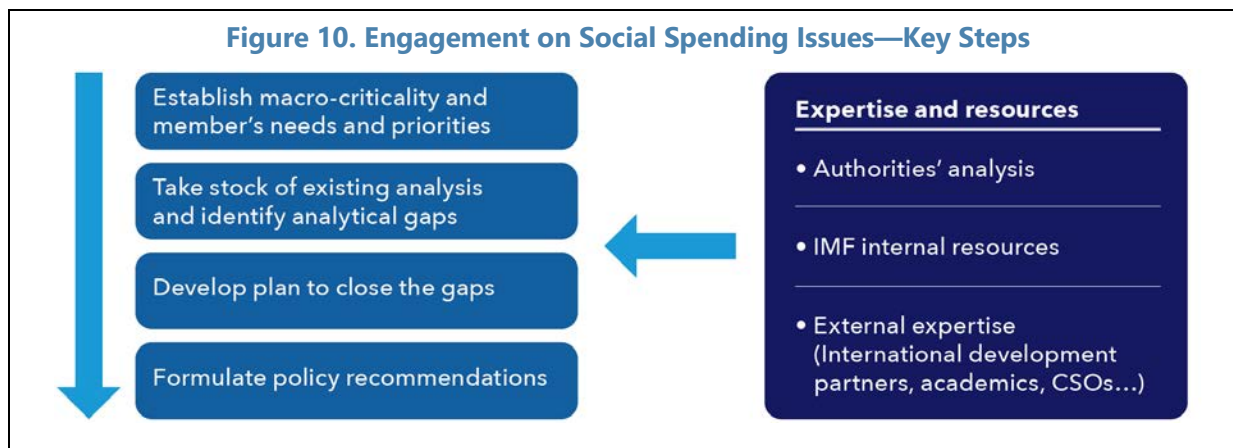 Figure 10. Engagement on Social Spending Issues—Key Steps
Establish macro-criticality and
member's needs and priorities
Take stock of existing analysis
and identify analytical gaps
Develop plan to close the gaps
Formulate policy recommendations
Expertise and resources
• Authorities' analysis
• IMF internal resources
• External expertise
(International development
partners, academics, CSOs...)